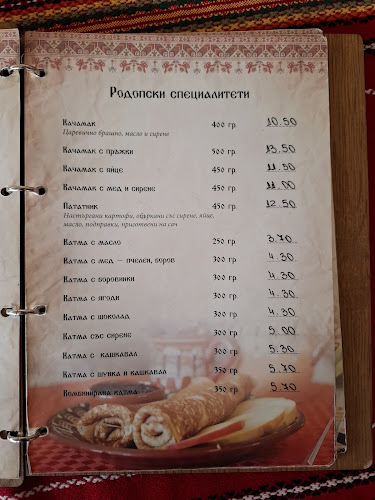 Родопски специалитети
Качамак 400 гр. 10.50
Царевично брашно, масло и сирене
Качамак с пръжки 500 гр. 13.50
Качамак с яйце 450 гр. 11.50
Качамак с мед и сирене 450 гр. 11.00
Пататник 450 гр. 12.50
Настъргани картофи, объркани със сирене, яйце,
масло, подправки, приготвени на сач
Катма с масло 250 гр. 3.70
Катма с мед – пчелен, боров 300 гр. 4.30
Катма с боровинки 300 гр. 4.30
Катма с ягоди 300 гр. 4.30
Катма с шоколад 300 гр. 4.30
Катма със сирене 300 гр. 5.00
Катма с кашкавал 300 гр. 5.30
Катма с шунка и кашкавал 350 гр. 5.70
Комбинирана катма 350 гр. 5.70